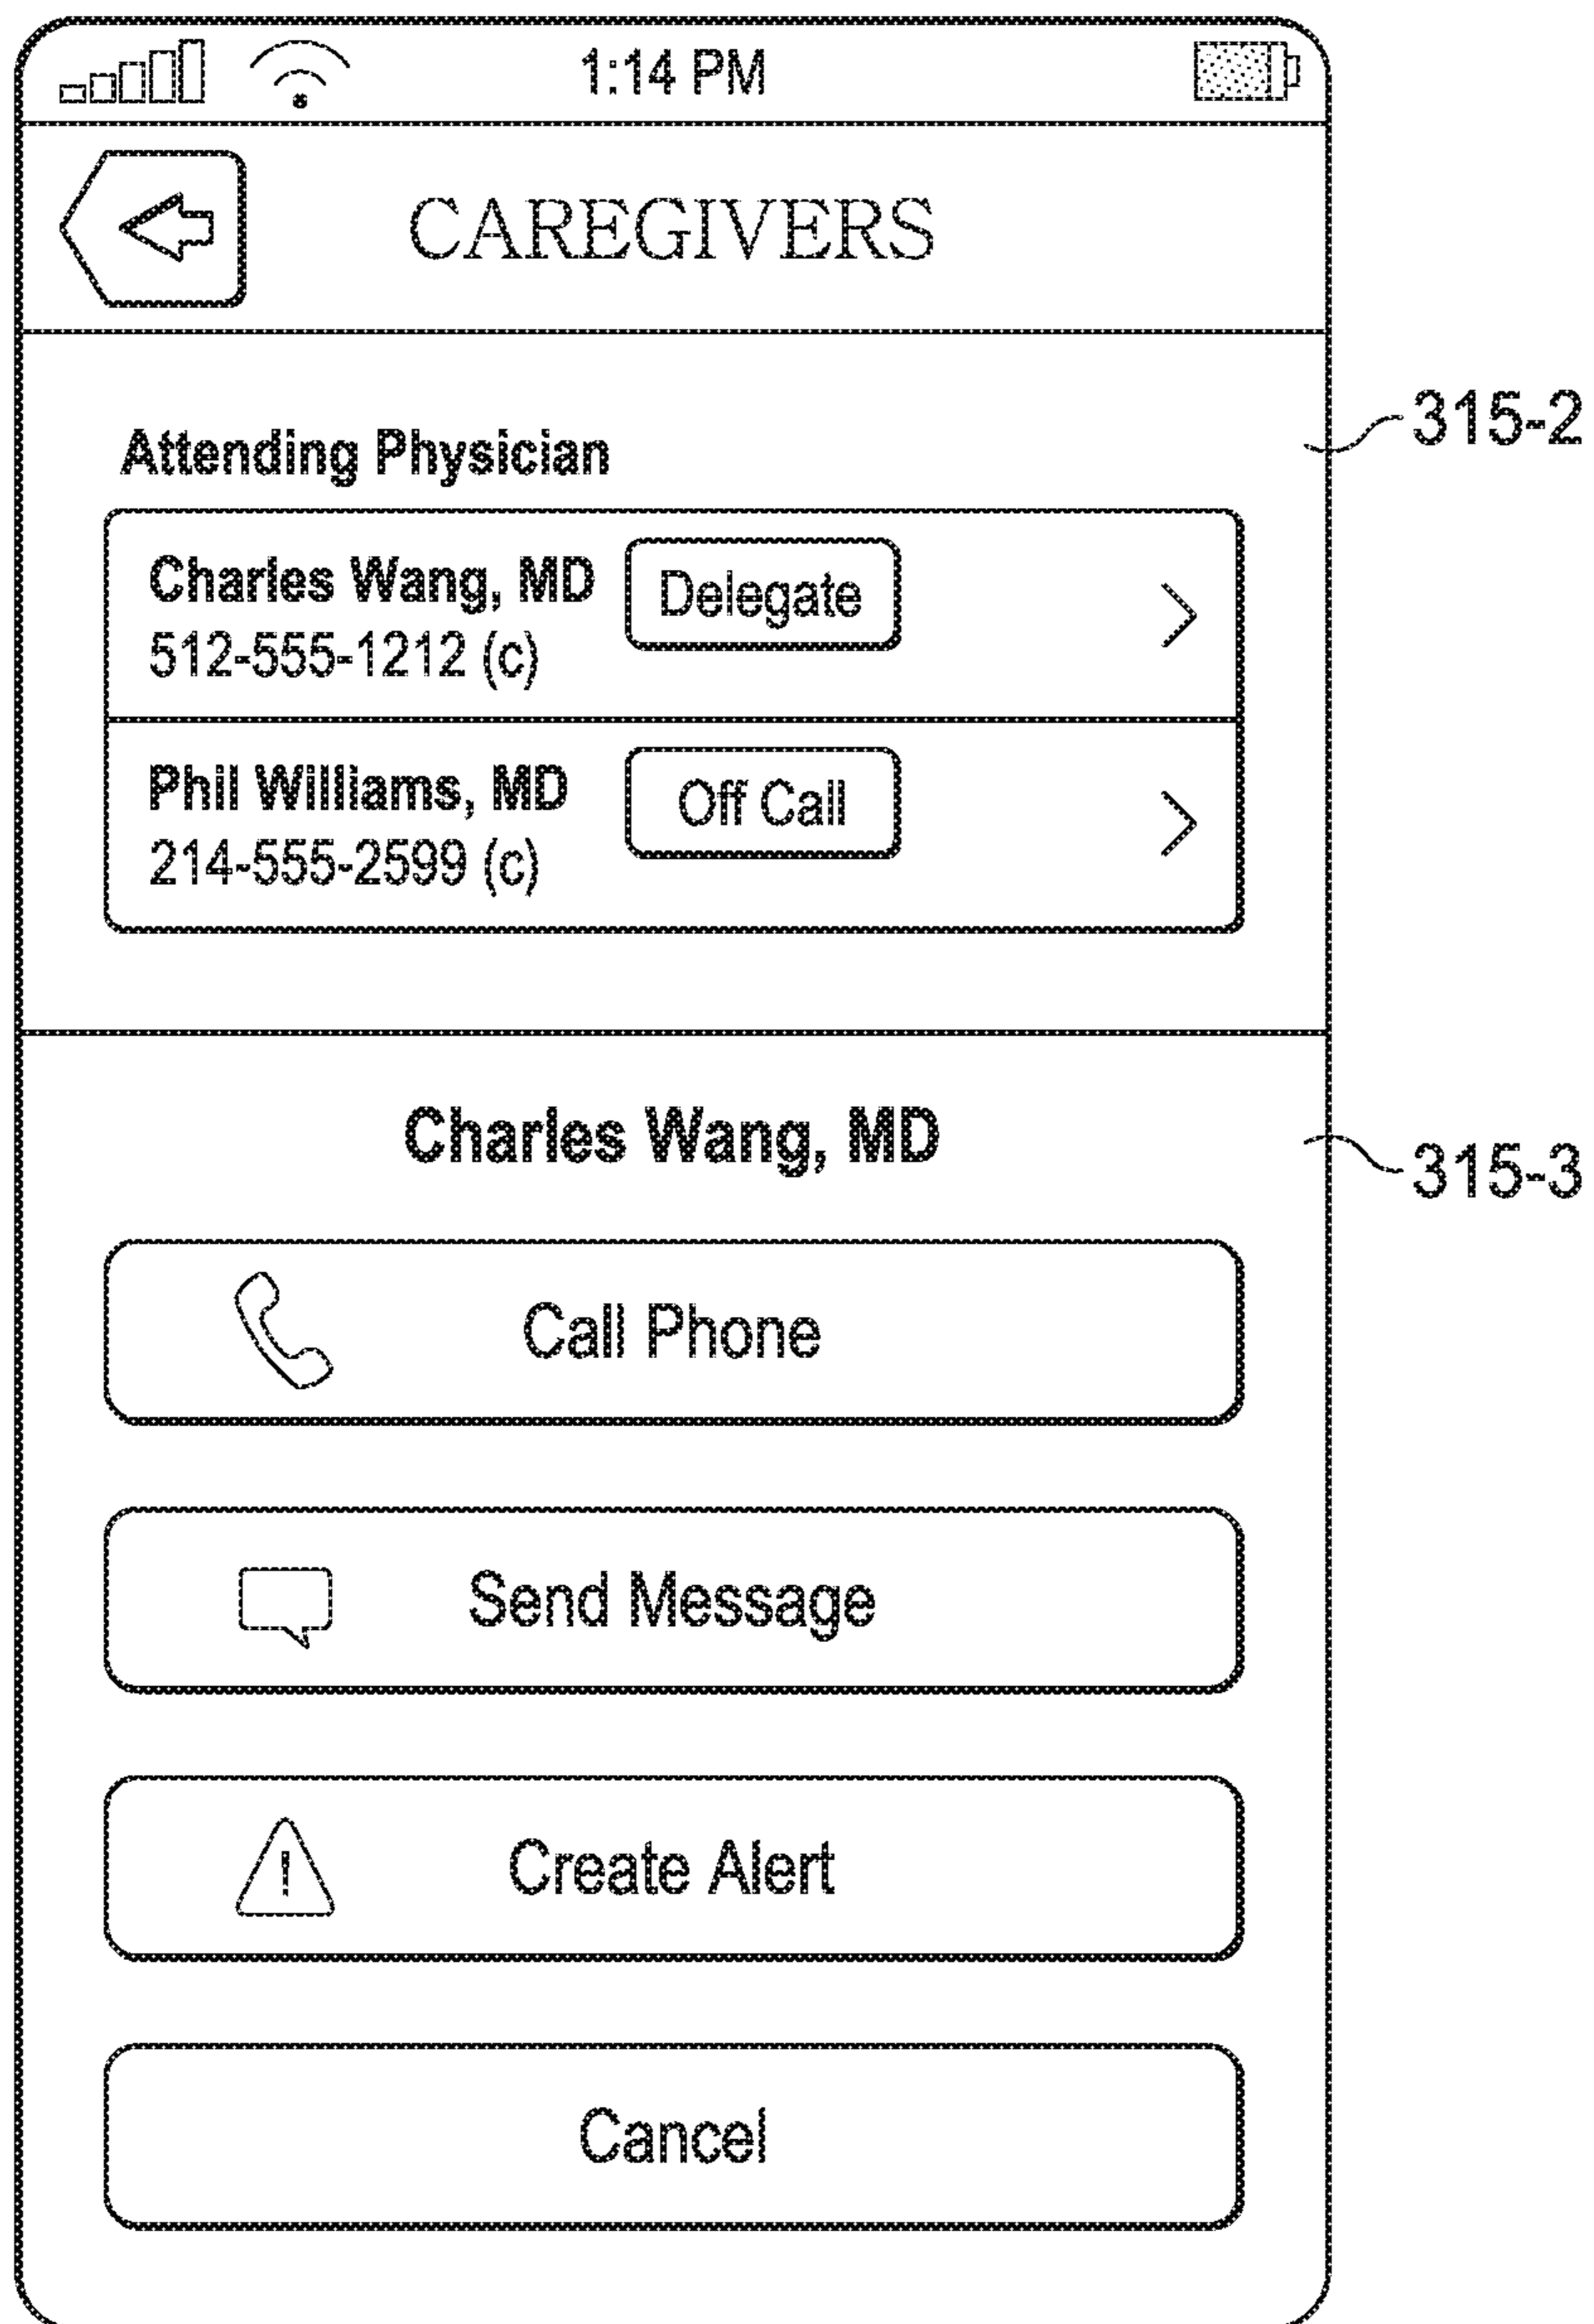 1:14 PM
CAREGIVERS
315-2
Attending Physician
Charles Wang, MD Delegate
512-555-1212 (c)
Phil Williams, MD Off Call
214-555-2599 (c)
Charles Wang, MD
315-3
Call Phone
Send Message
! Create Alert
Cancel